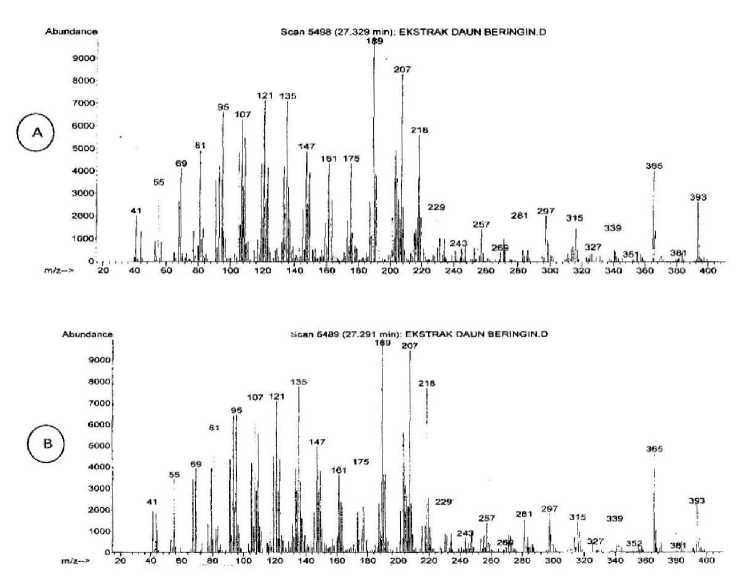 Abundance Scan 5498 (27.329 min): EKSTRAK DAUN BERINGIN.D
189
9000
207
8000
7000 121 135
95
107
6000
218
5000 81 147
69 161 175
4000 365
A
3000 55
393
229
2000 41 281 297
257 315
339
1000 243 269 327 351 381
0
m/z--> 20 40 60 80 100 120 140 160 180 200 220 240 260 280 300 320 340 360 380 400
Abundance Scan 5489 (27.291 min): EKSTRAK DAUN BERINGIN.D
189 207
9000
8000 135
218
7000 121
107
6000 95
81
5000 147
175 365
4000 69
55 161
B
3000
229 393
2000 41 281 297
257 315 339
1000 243 269 327 352 381
0
m/z--> 20 40 60 80 100 120 140 160 180 200 220 240 260 280 300 320 340 360 380 400